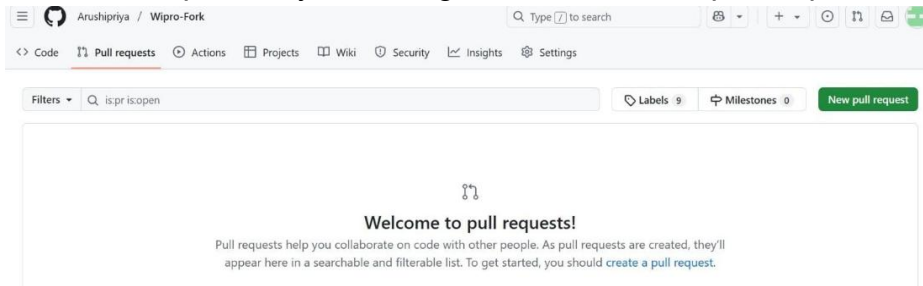 Arushipriya / Wipro-Fork Type / to search
Code Pull requests Actions Projects Wiki Security Insights Settings
Filters is:pr is:open Labels 9 Milestones 0 New pull request
Welcome to pull requests!
Pull requests help you collaborate on code with other people. As pull requests are created, they'll
appear here in a searchable and filterable list. To get started, you should create a pull request.